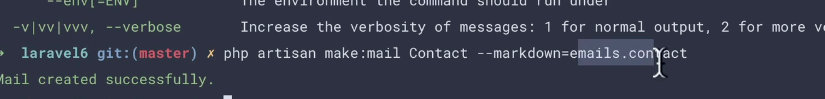 --env[=ENV] The environment the command should run under
-v|vv|vvv, --verbose Increase the verbosity of messages: 1 for normal output, 2 for more ve
laravel6 git:(master) ✗ php artisan make:mail Contact --markdown=emails.contact
Mail created successfully.